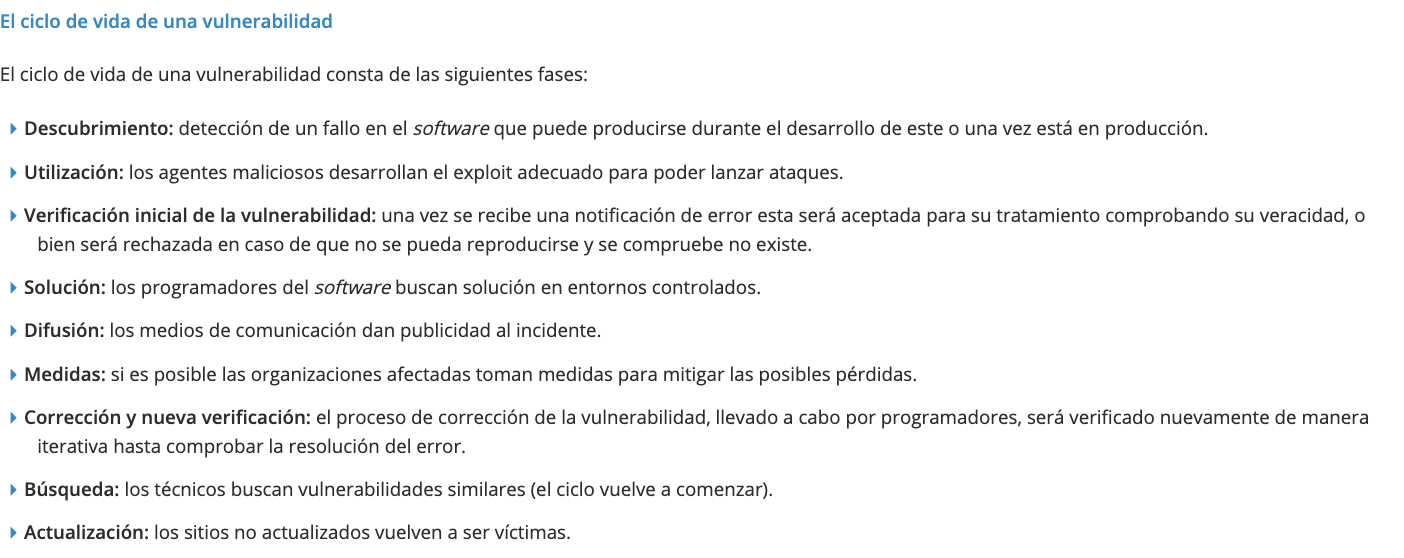 El ciclo de vida de una vulnerabilidad
El ciclo de vida de una vulnerabilidad consta de las siguientes fases:
Descubrimiento: detección de un fallo en el software que puede producirse durante el desarrollo de este o una vez está en producción.
Utilización: los agentes maliciosos desarrollan el exploit adecuado para poder lanzar ataques.
Verificación inicial de la vulnerabilidad: una vez se recibe una notificación de error esta será aceptada para su tratamiento comprobando su veracidad, o
bien será rechazada en caso de que no se pueda reproducirse y se compruebe no existe.
Solución: los programadores del software buscan solución en entornos controlados.
Difusión: los medios de comunicación dan publicidad al incidente.
Medidas: si es posible las organizaciones afectadas toman medidas para mitigar las posibles pérdidas.
Corrección y nueva verificación: el proceso de corrección de la vulnerabilidad, llevado a cabo por programadores, será verificado nuevamente de manera
iterativa hasta comprobar la resolución del error.
Búsqueda: los técnicos buscan vulnerabilidades similares (el ciclo vuelve a comenzar).
Actualización: los sitios no actualizados vuelven a ser víctimas.